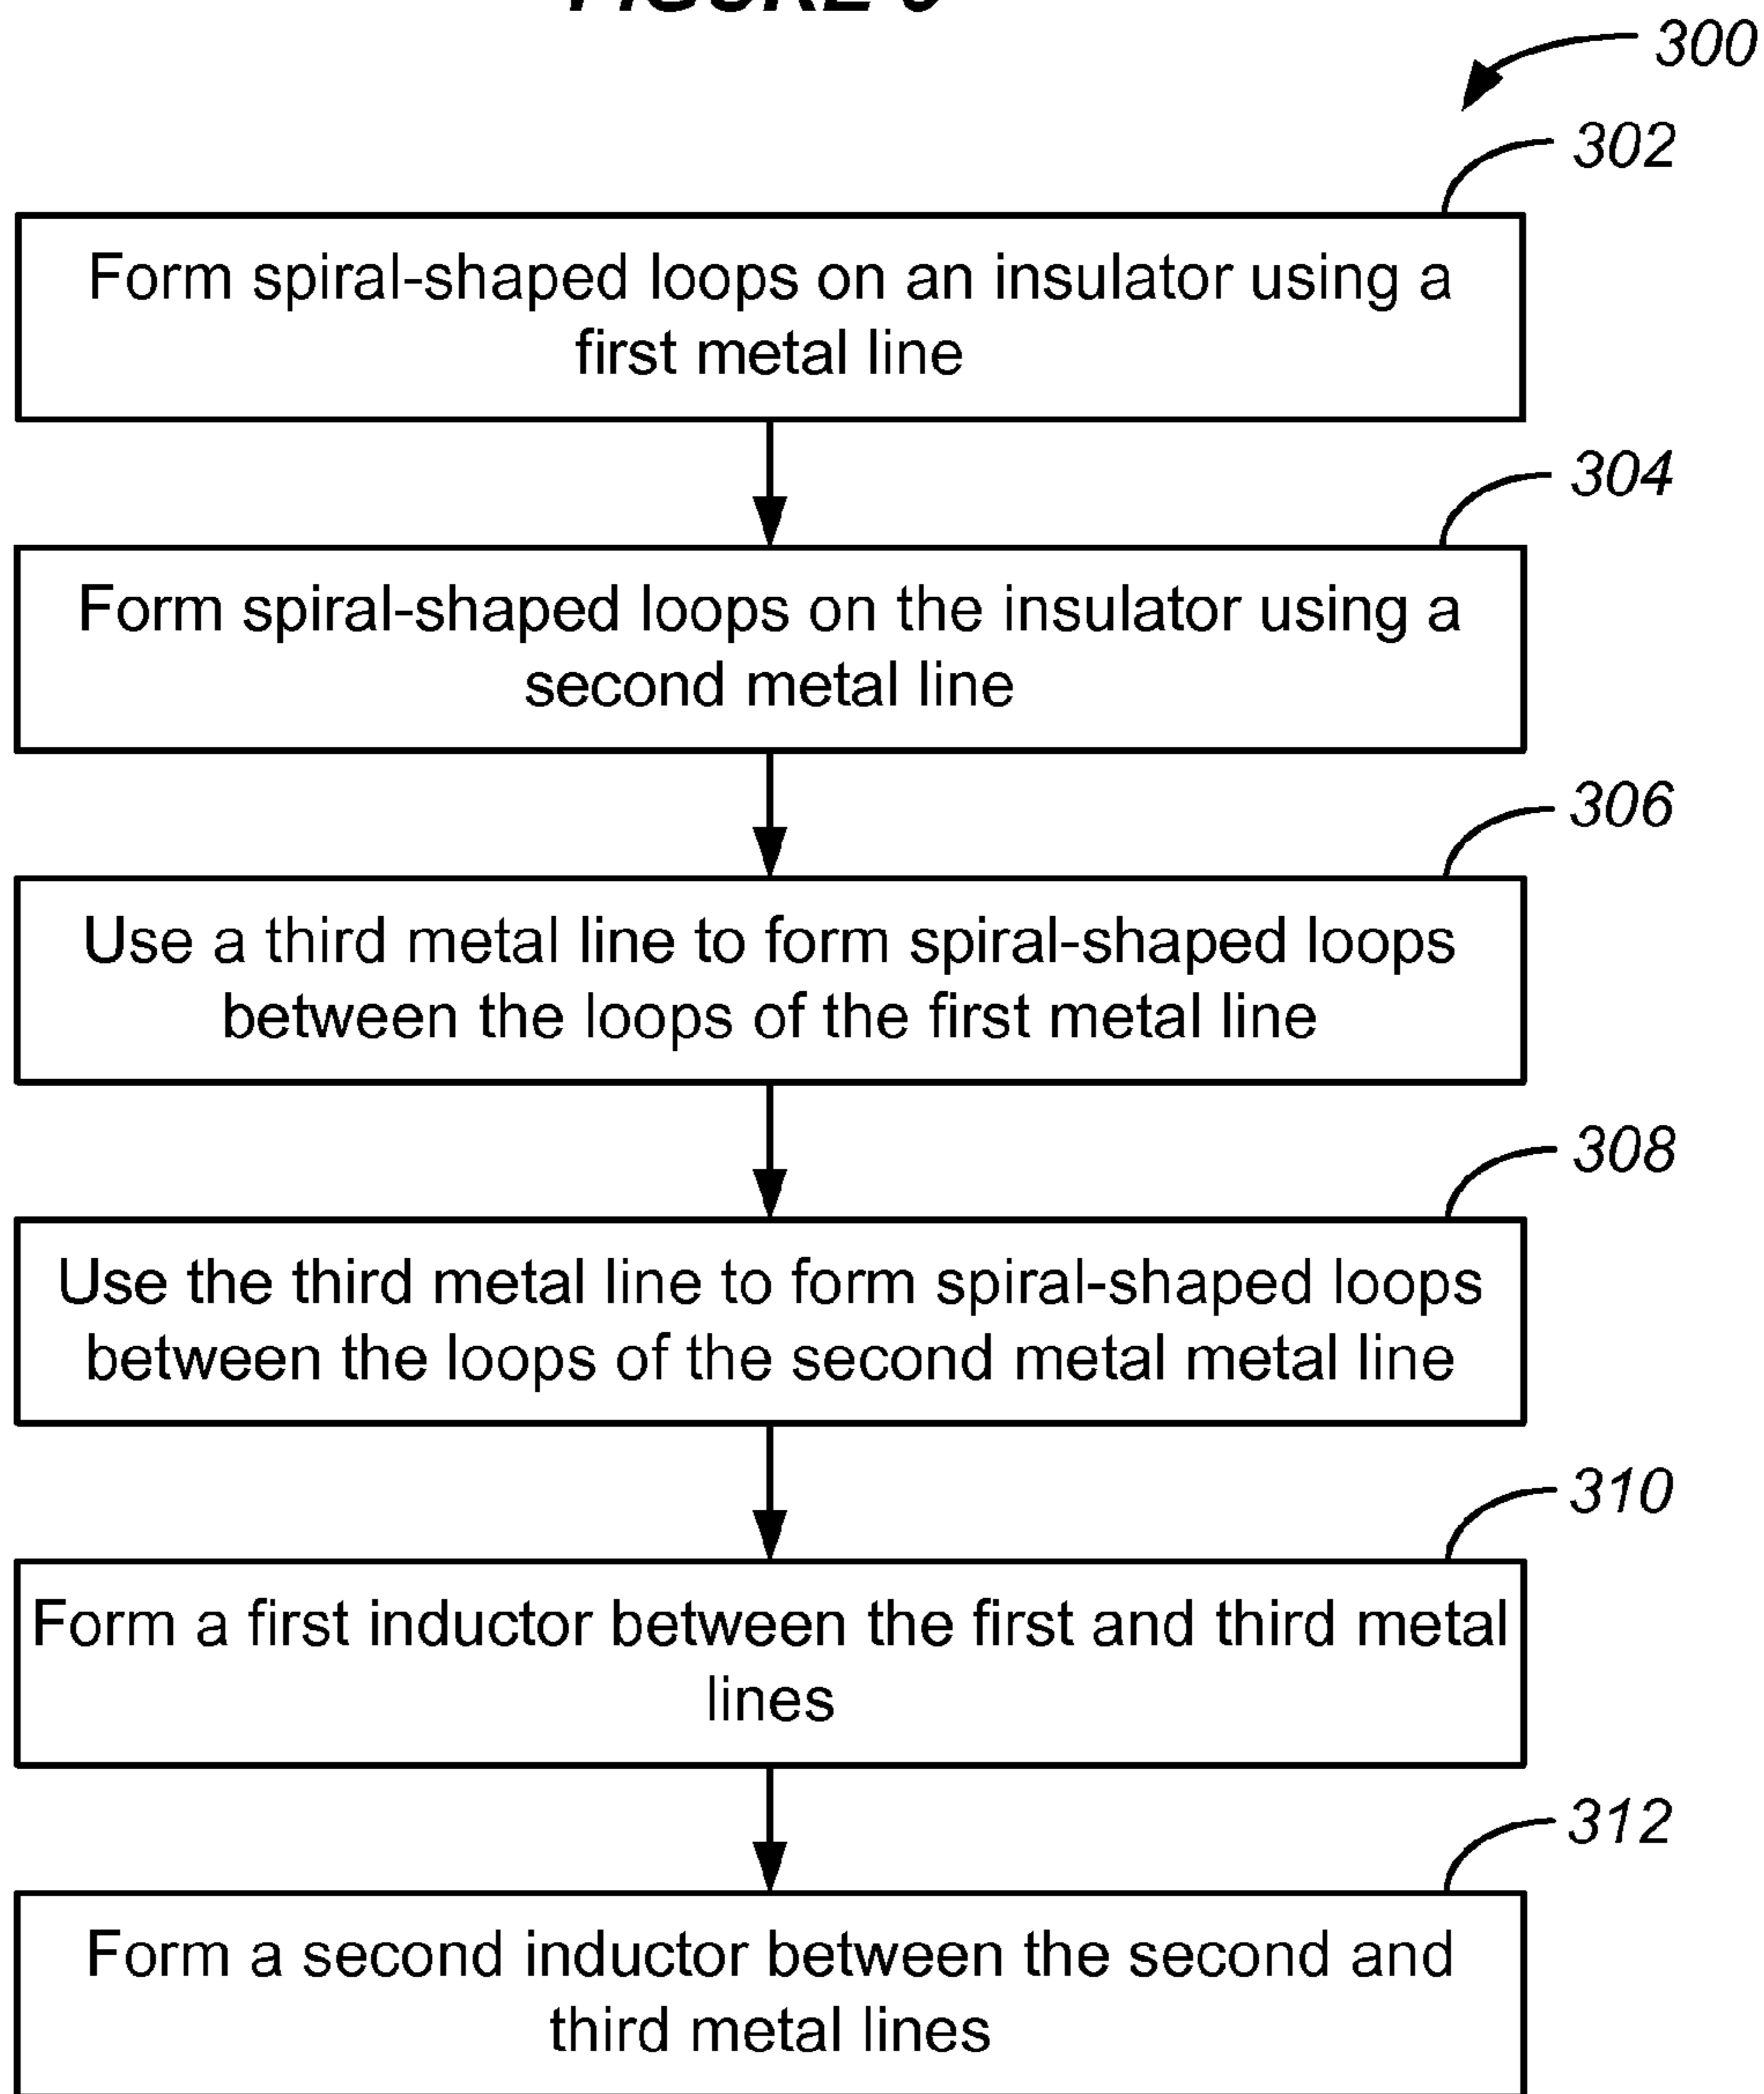 300
302
Form spiral-shaped loops on an insulator using a
first metal line
304
Form spiral-shaped loops on the insulator using a
second metal line
306
Use a third metal line to form spiral-shaped loops
between the loops of the first metal line
308
Use the third metal line to form spiral-shaped loops
between the loops of the second metal metal line
310
Form a first inductor between the first and third metal
lines
312
Form a second inductor between the second and
third metal lines